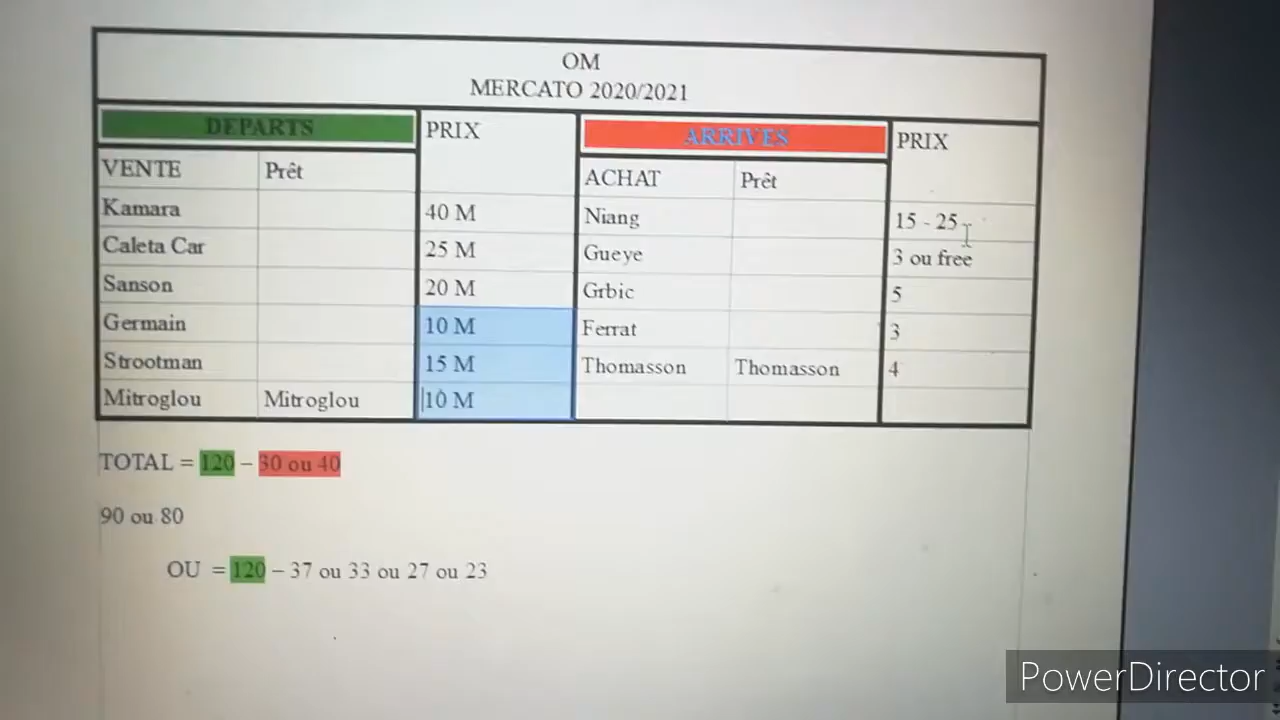 OM
MERCATO 2020/2021
DEPARTS PRIX ARRIVES PRIX
VENTE Prêt ACHAT Prêt
Kamara 40 M Niang 15 - 25
Caleta Car 25 M Gueye 3 ou free
Sanson 20 M Grbic 5
Germain 10 M Ferrat 3
Strootman 15 M Thomasson Thomasson 4
Mitroglou Mitroglou 10 M
TOTAL = 120 – 30 ou 40
90 ou 80
OU = 120 – 37 ou 33 ou 27 ou 23
PowerDirector